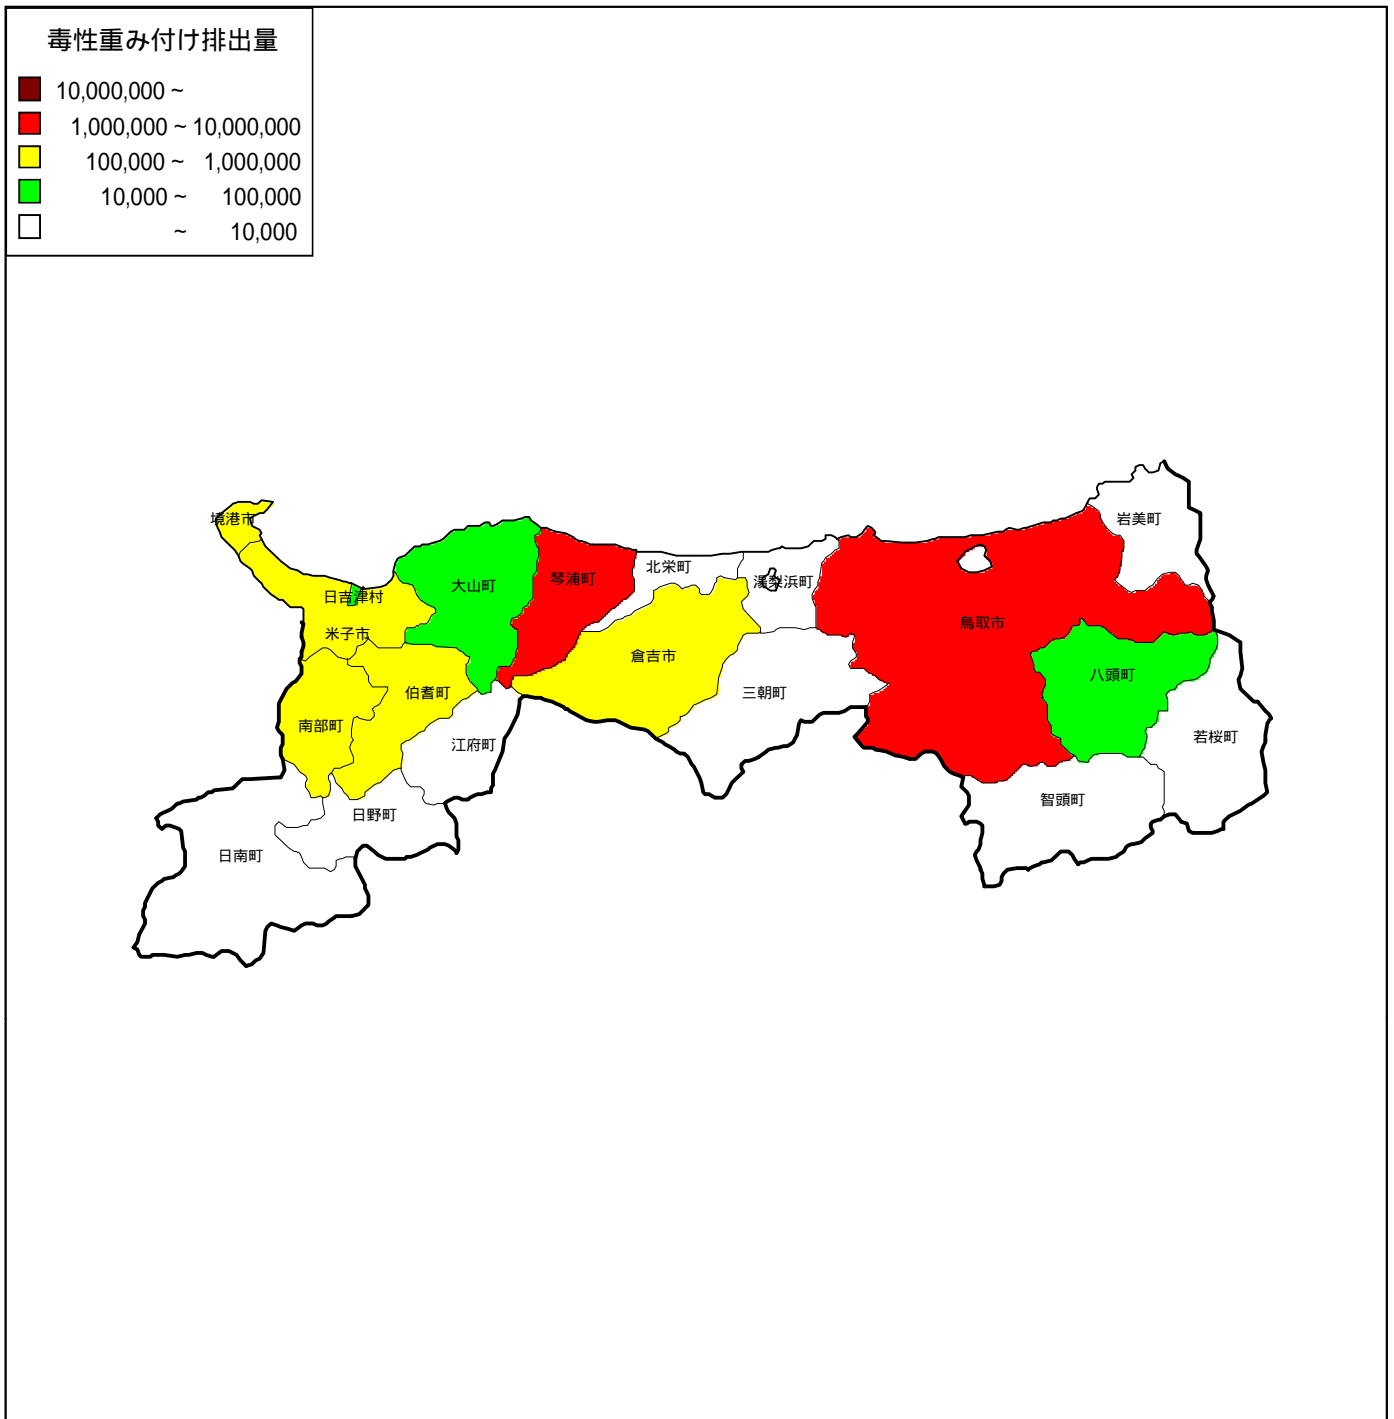 毒性重み付け排出量
10,000,000 ~
1,000,000 ~ 10,000,000
100,000 ~ 1,000,000
10,000 ~ 100,000
~ 10,000
境港市
岩美町
北栄町
琴浦町
湯梨浜町
大山町
日吉津村
鳥取市
米子市
倉吉市
八頭町
伯耆町
三朝町
南部町
江府町
若桜町
智頭町
日野町
日南町